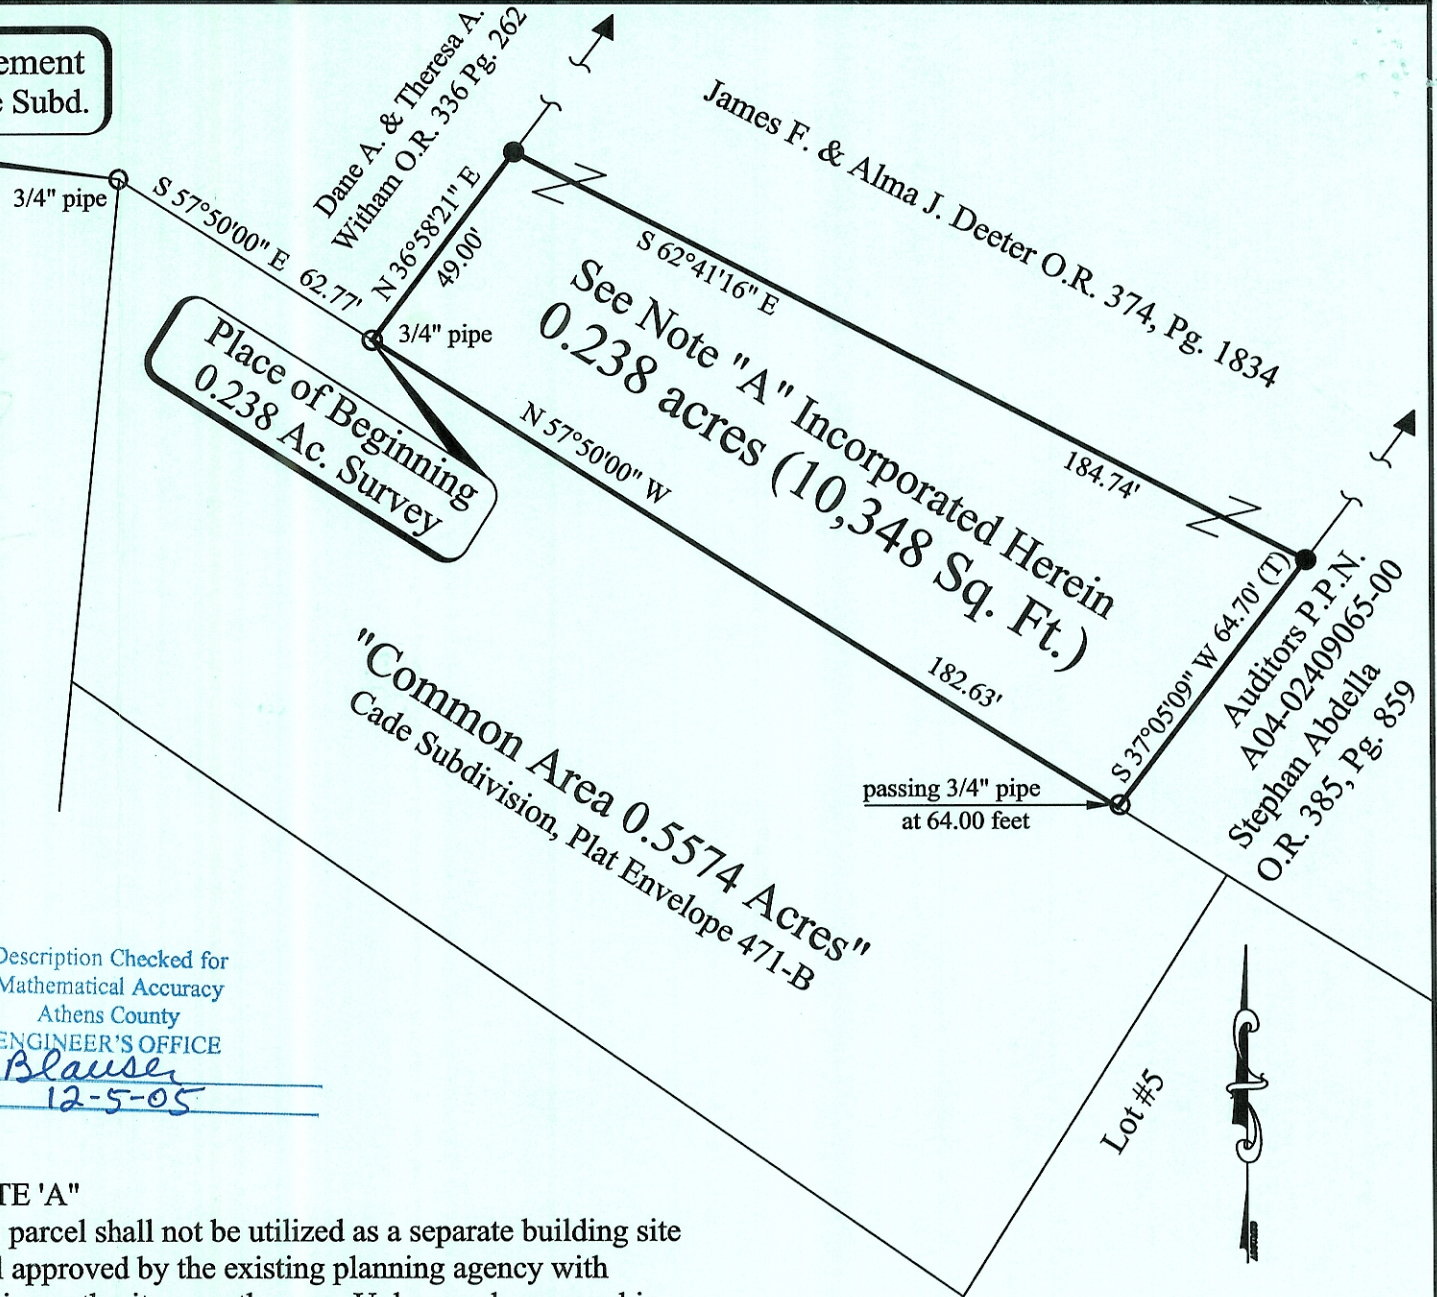 ement
Subd.
3/4" pipe
S 57°50'00" E 62.77'
Dane A. & Theresa A.
Witham O.R. 336 Pg. 262
N 36°58'21" E
49.00'
3/4" pipe
James F. & Alma J. Deeter O.R. 374, Pg. 1834
S 62°41'16" E
184.74'
See Note "A" Incorporated Herein
0.238 acres (10,348 Sq. Ft.)
Place of Beginning
0.238 Ac. Survey
N 57°50'00" W
182.63'
S 37°05'09" W 64.70' (T)
Auditors P.P.N.
A04-02409065-00
Stephan Abdella
O.R. 385, Pg. 859
passing 3/4" pipe
at 64.00 feet
"Common Area 0.5574 Acres"
Cade Subdivision, Plat Envelope 471-B
Lot #5
Description Checked for
Mathematical Accuracy
Athens County
ENGINEER'S OFFICE
Blauser
12-5-05
TE 'A"
parcel shall not be utilized as a separate building site
approved by the existing planning agency with